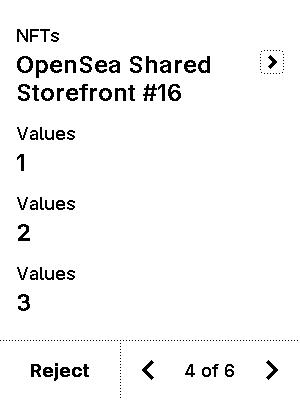 NFTs
OpenSea Shared
Storefront #16
Values
1
Values
2
Values
3
Reject
4 of 6